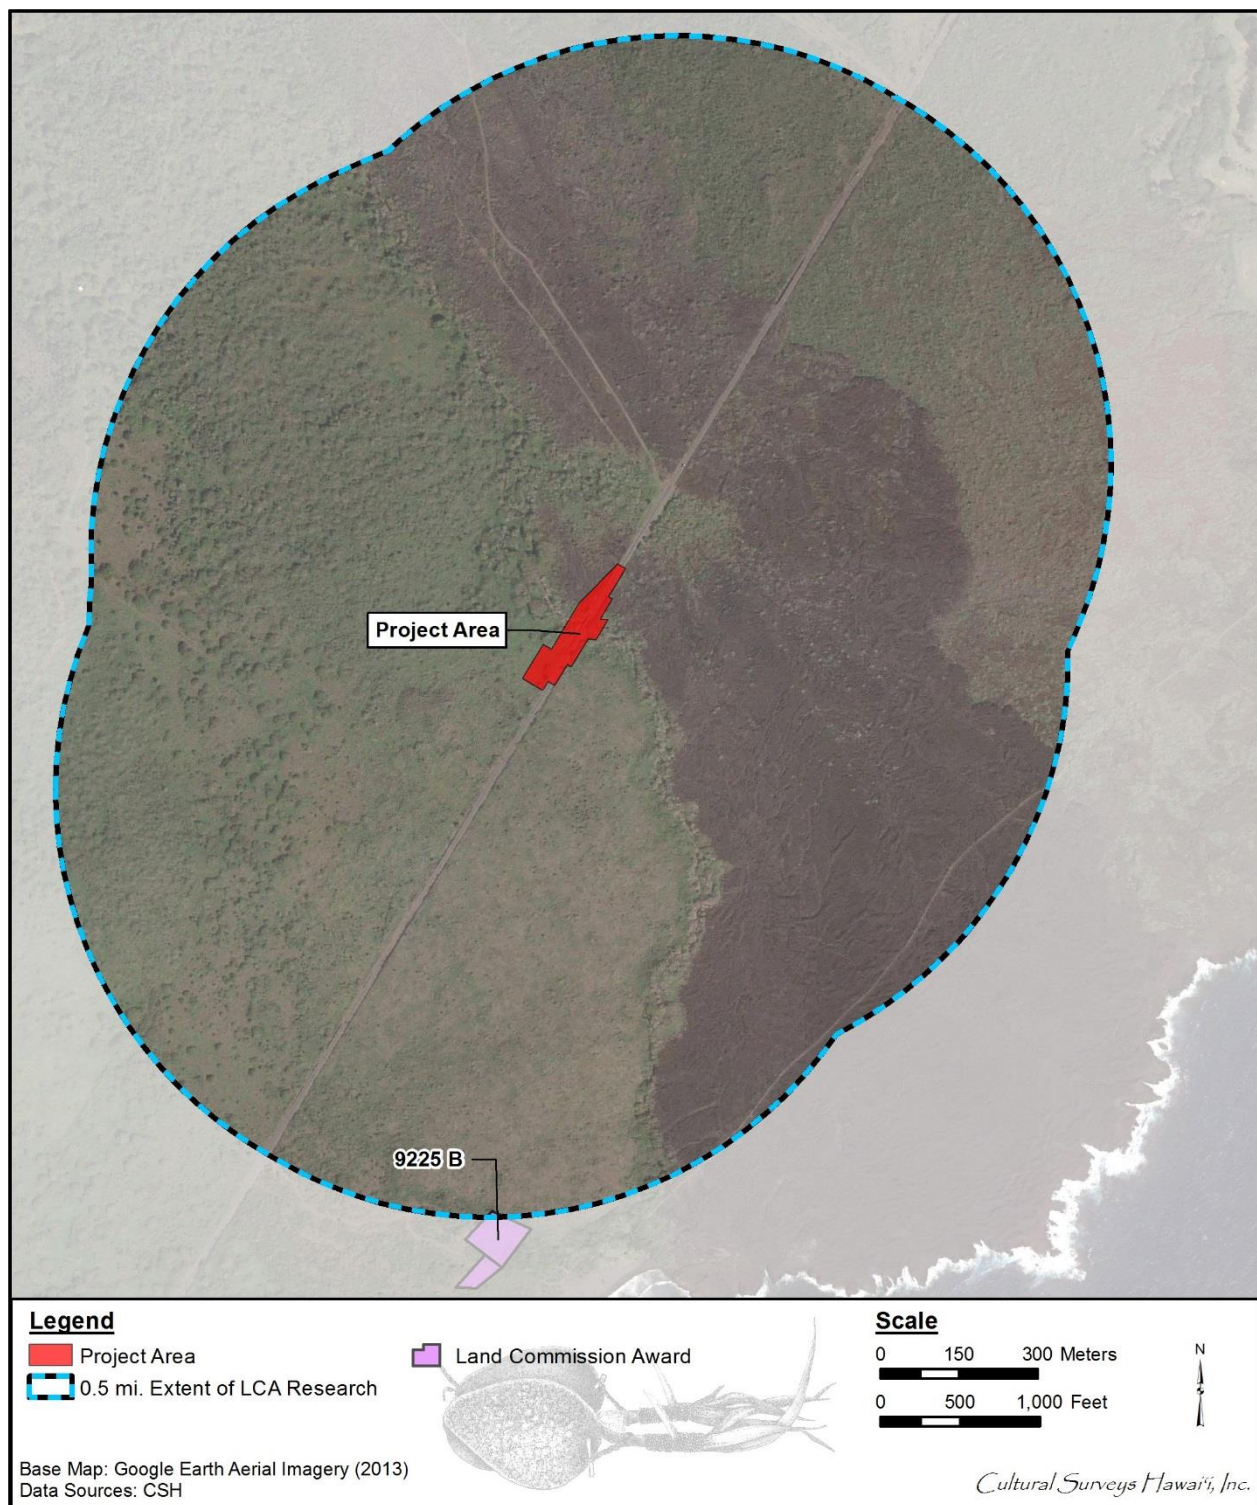 Project Area
9225 B
Legend
Project Area
0.5 mi. Extent of LCA Research
Land Commission Award
Scale
0 150 300 Meters
0 500 1,000 Feet
N
Base Map: Google Earth Aerial Imagery (2013)
Data Sources: CSH
Cultural Surveys Hawaiʻi, Inc.